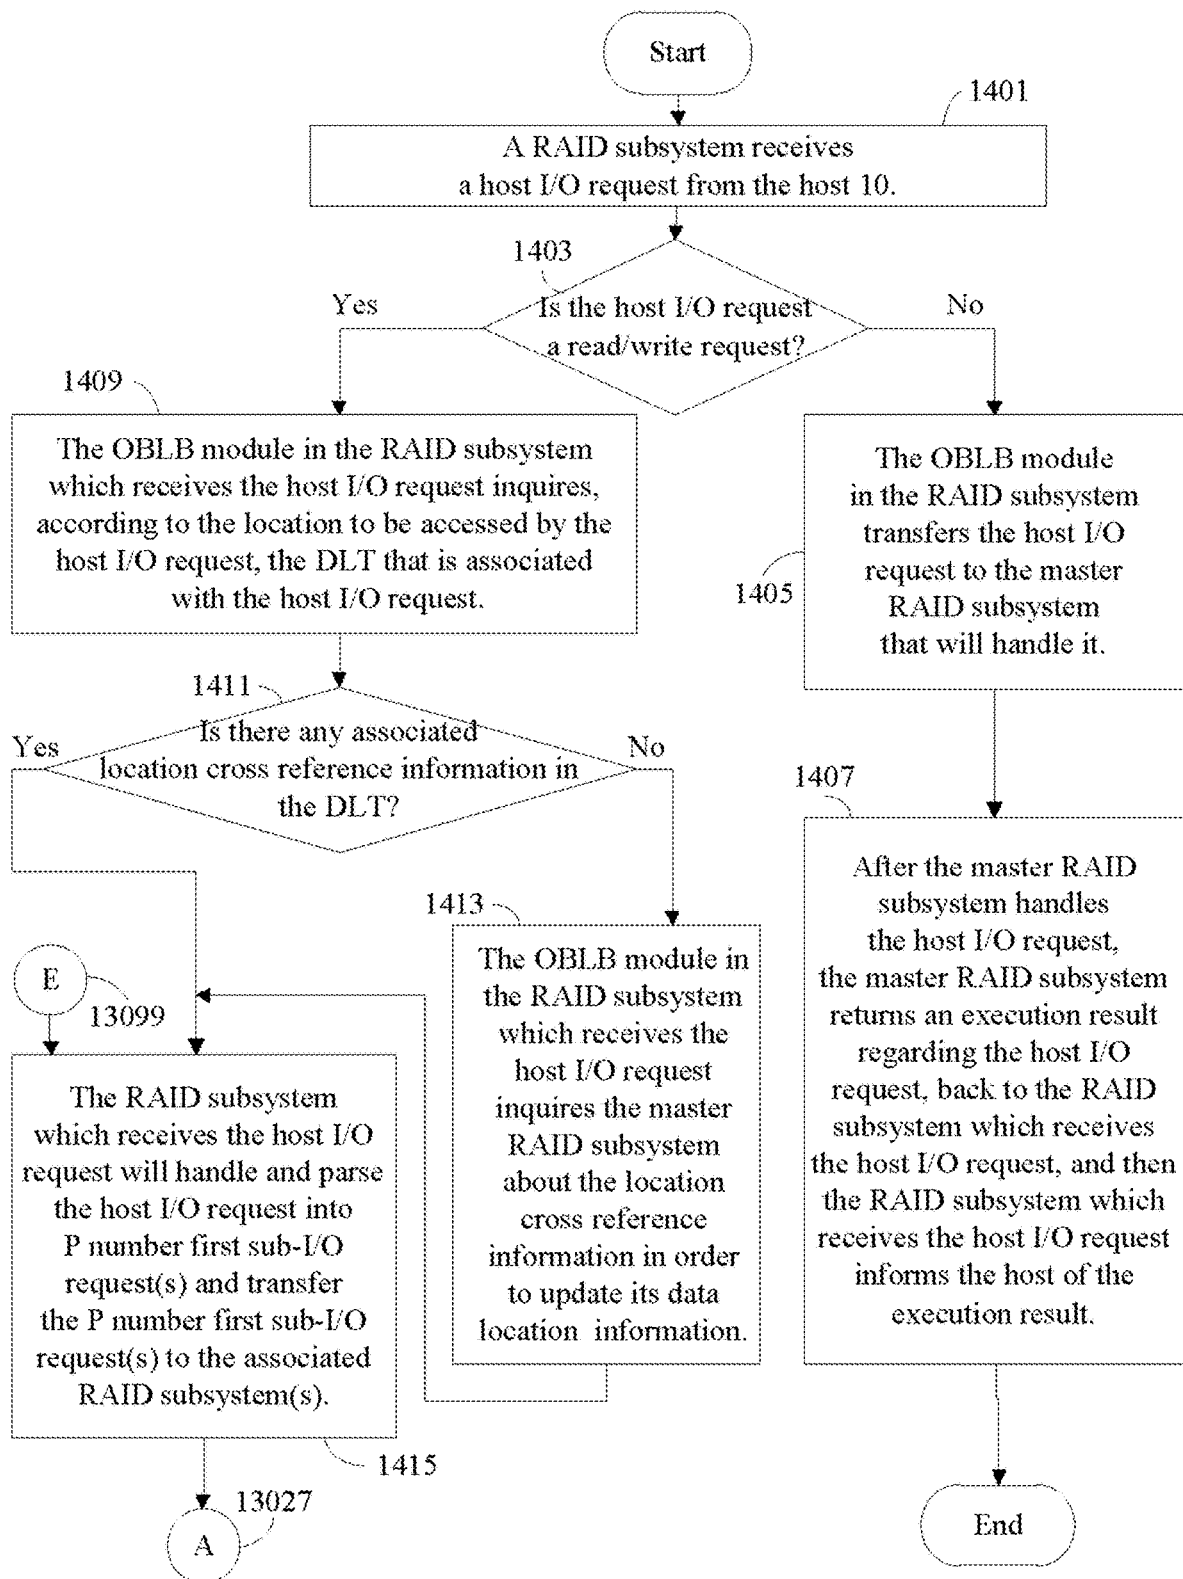 Start
1401
A RAID subsystem receives
a host I/O request from the host 10.
1403
Is the host I/O request
a read/write request?
Yes
No
1409
The OBLB module in the RAID subsystem
which receives the host I/O request inquires,
according to the location to be accessed by the
host I/O request, the DLT that is associated
with the host I/O request.
The OBLB module
in the RAID subsystem
transfers the host I/O
request to the master
RAID subsystem
that will handle it.
1405
1411
Is there any associated
location cross reference information in
the DLT?
Yes
No
1407
After the master RAID
subsystem handles
the host I/O request,
the master RAID subsystem
returns an execution result
regarding the host I/O
request, back to the RAID
subsystem which receives
the host I/O request, and then
the RAID subsystem which
receives the host I/O request
informs the host of the
execution result.
1413
The OBLB module in
the RAID subsystem
which receives the
host I/O request
inquires the master
RAID subsystem
about the location
cross reference
information in order
to update its data
location information.
E
13099
The RAID subsystem
which receives the host I/O
request will handle and parse
the host I/O request into
P number first sub-I/O
request(s) and transfer
the P number first sub-I/O
request(s) to the associated
RAID subsystem(s).
1415
13027
A
End